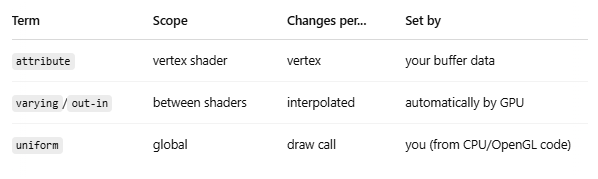 Term Scope Changes per... Set by
attribute vertex shader vertex your buffer data
varying / out-in between shaders interpolated automatically by GPU
uniform global draw call you (from CPU/OpenGL code)